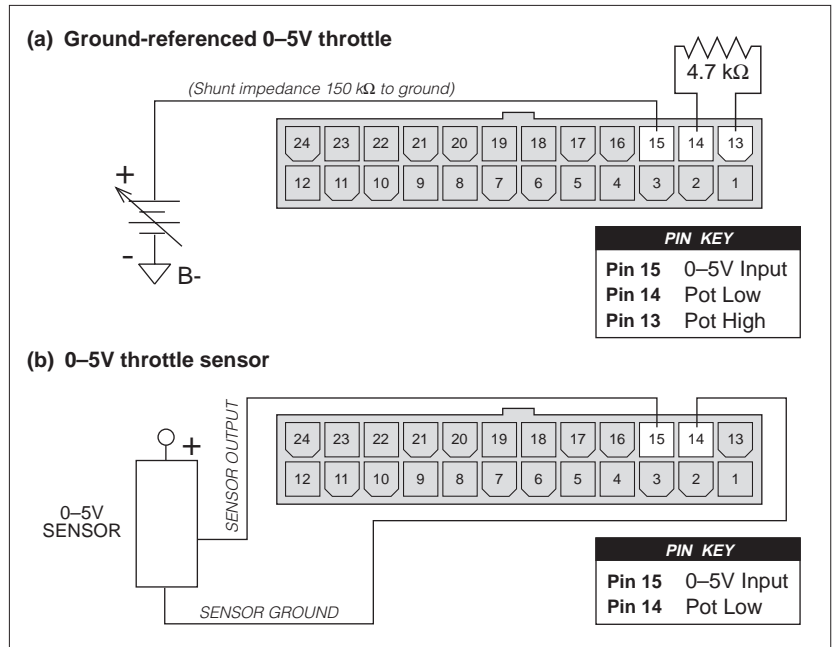 (a) Ground-referenced 0–5V throttle
4.7 kΩ
(Shunt impedance 150 kΩ to ground)
24 23 22 21 20 19 18 17 16 15 14 13
12 11 10 9 8 7 6 5 4 3 2 1
+
-
B-
PIN KEY
Pin 15 0–5V Input
Pin 14 Pot Low
Pin 13 Pot High
(b) 0–5V throttle sensor
SENSOR OUTPUT
24 23 22 21 20 19 18 17 16 15 14 13
12 11 10 9 8 7 6 5 4 3 2 1
+
0–5V
SENSOR
SENSOR GROUND
PIN KEY
Pin 15 0–5V Input
Pin 14 Pot Low